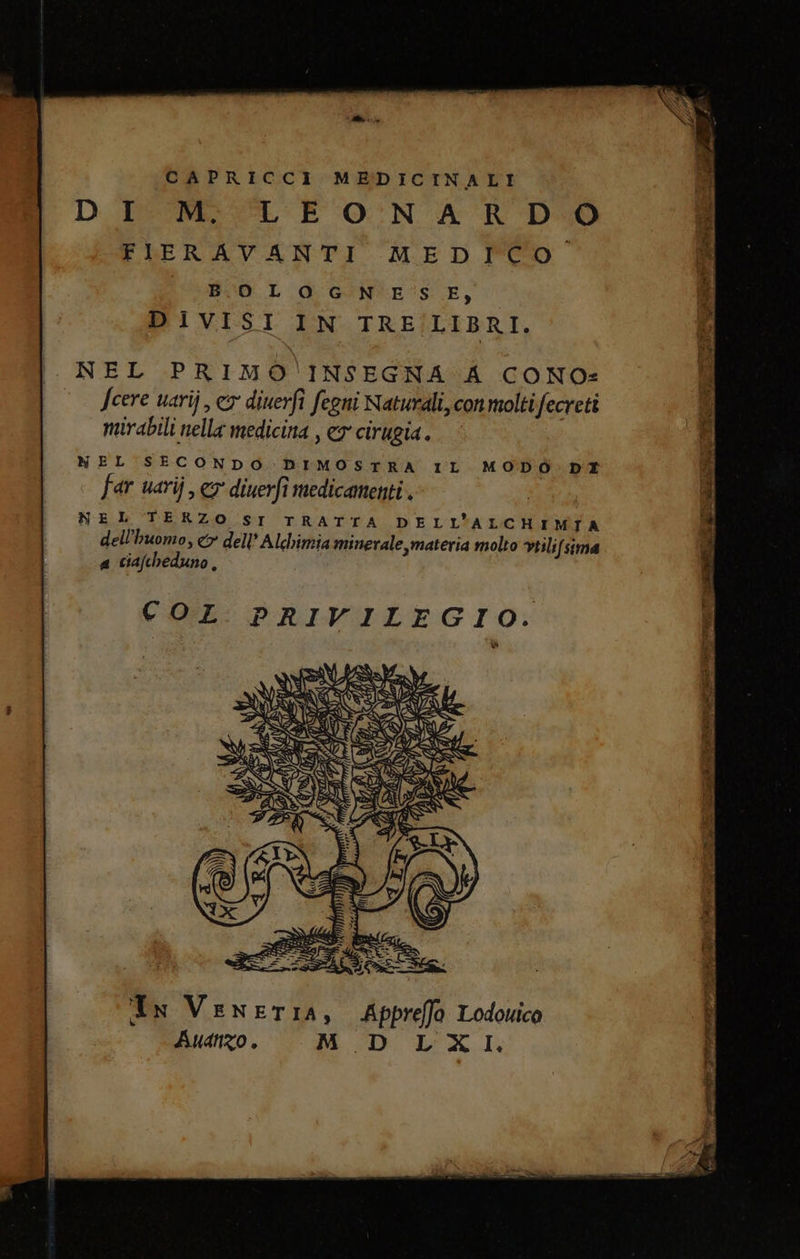 CAPRICCI MEDICINALI
DI M. LEONARDO
FIERAVANTI MEDICO
BOLOGNESE,
DIVISI IN TRE LIBRI.
NEL PRIMO INSEGNA A CONO=
ſcere uarij, & diuerſi ſegni Naturali, con molti ſecreti
mirabili nella medicina, & cirugia.
NEL SECONDO DIMOSTRA IL MODO DI
far uarij, & diuerſi medicamenti.
NEL TERZO SI TRATTA DELL'ALCHIMIA
dell'huomo, & dell' Alchimia minerale, materia molto vtiliſsima
a ciaſcheduno.
COL PRIVILEGIO.
IN VENETIA, Appreſſo Lodouico
Auanzo. M D LXI.